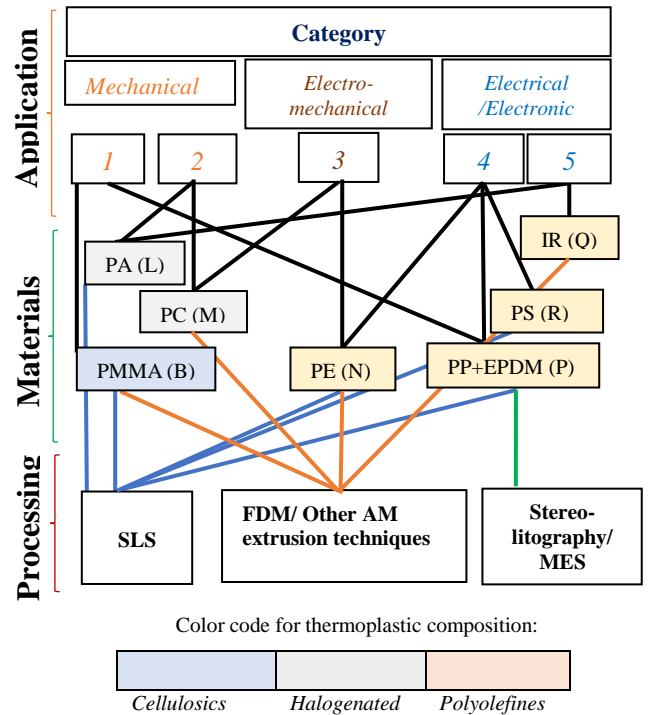 Category
Mechanical
Electro-
mechanical
Electrical
/Electronic
Application
1
2
3
4
5
Materials
IR (Q)
PA (L)
PC (M)
PS (R)
PMMA (B)
PE (N)
PP+EPDM (P)
Processing
SLS
FDM/ Other AM
extrusion techniques
Stereo-
litography/
MES
Color code for thermoplastic composition:
Cellulosics
Halogenated
Polyolefines